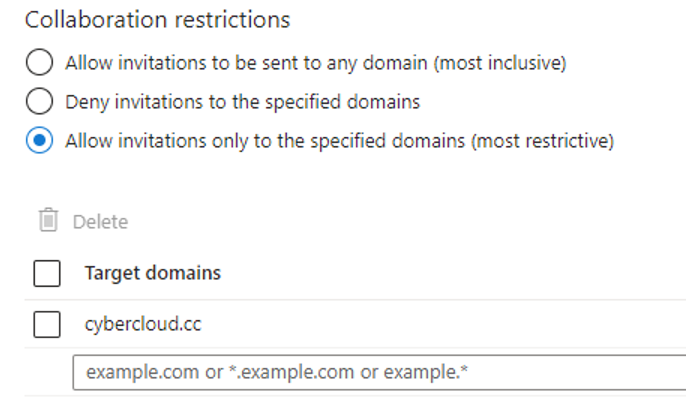 Collaboration restrictions
Allow invitations to be sent to any domain (most inclusive)
Deny invitations to the specified domains
Allow invitations only to the specified domains (most restrictive)
Delete
Target domains
cybercloud.cc
example.com or *.example.com or example.*